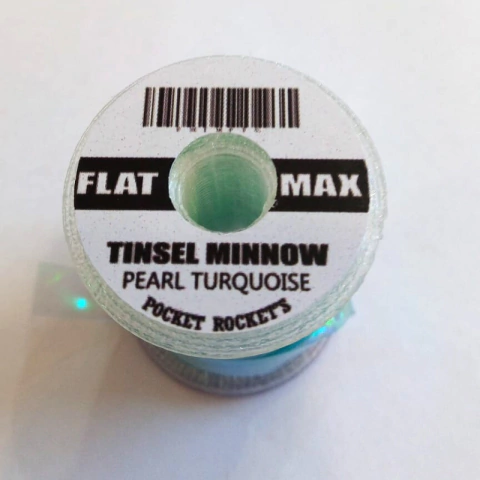 FLAT MAX
TINSEL MINNOW
PEARL TURQUOISE
POCKET ROCKETS